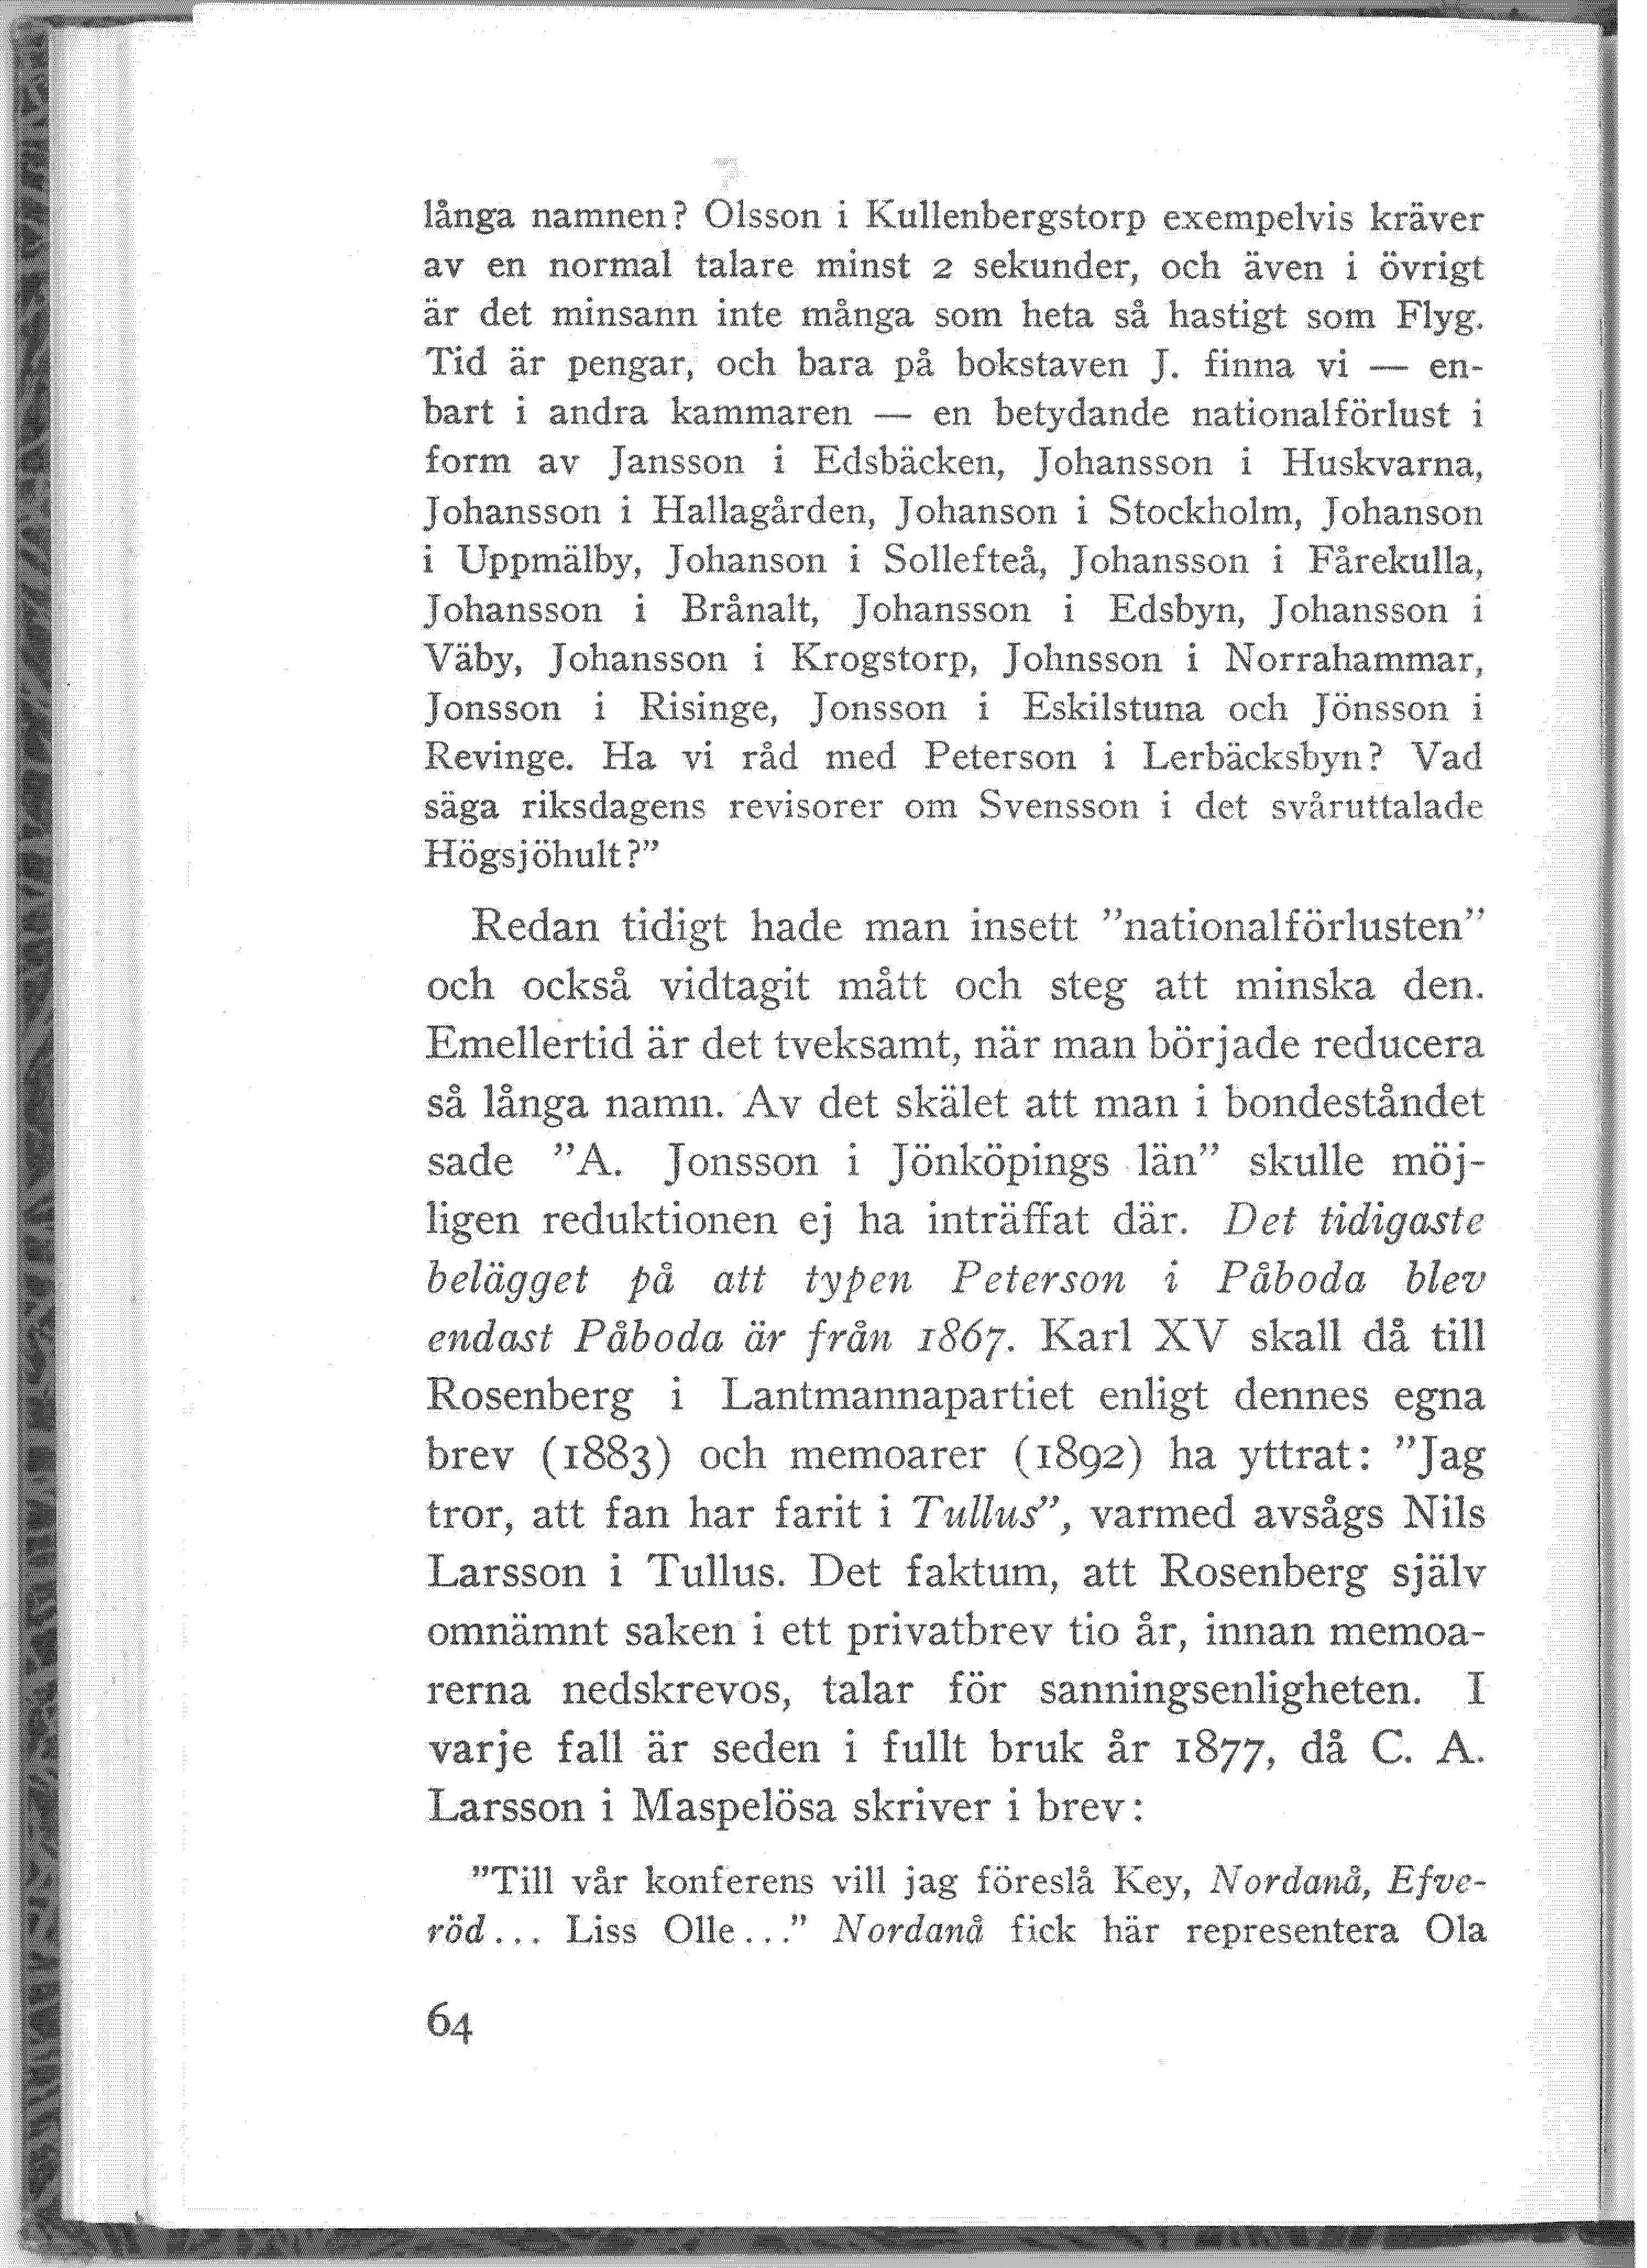 långa namnen? Olsson i Kullenbergstorp exempelvis kräver
av en normal talare minst 2 sekunder, och även i övrigt
är det minsann inte många som heta så hastigt som Flyg.
Tid är pengar, och bara på bokstaven J. finna vi — en-
bart i andra kammaren — en betydande nationalförlust i
form av Jansson i Edsbäcken, Johansson i Huskvarna,
Johansson i Hallagården, Johanson i Stockholm, Johanson
i Uppmälby, Johanson i Sollefteå, Johansson i Fårekulla,
Johansson i Brånalt, Johansson i Edsbyn, Johansson i
Väby, Johansson i Krogstorp, Johnsson i Norrahammar,
Jonsson i Risinge, Jonsson i Eskilstuna och Jönsson i
Revinge. Ha vi råd med Peterson i Lerbäcksbyn? Vad
säga riksdagens revisorer om Svensson i det svåruttalade
Högsjöhult?”
Redan tidigt hade man insett ”nationalförlusten”
och också vidtagit mått och steg att minska den.
Emellertid är det tveksamt, när man började reducera
så långa namn. Av det skälet att man i bondeståndet
sade ”A. Jonsson i Jönköpings län” skulle möj-
ligen reduktionen ej ha inträffat där. Det tidigaste
belägget på att typen Peterson i Påboda blev
endast Påboda är från 1867. Karl XV skall då till
Rosenberg i Lantmannapartiet enligt dennes egna
brev (1883) och memoarer (1892) ha yttrat: ”Jag
tror, att fan har farit i Tullus”, varmed avsågs Nils
Larsson i Tullus. Det faktum, att Rosenberg själv
omnämnt saken i ett privatbrev tio år, innan memoa-
rerna nedskrevos, talar för sanningsenligheten. I
varje fall är seden i fullt bruk år 1877, då C. A.
Larsson i Maspelösa skriver i brev:
”Till vår konferens vill jag föreslå Key, Nordanå, Efve-
röd... Liss Olle...” Nordanå fick här representera Ola
64